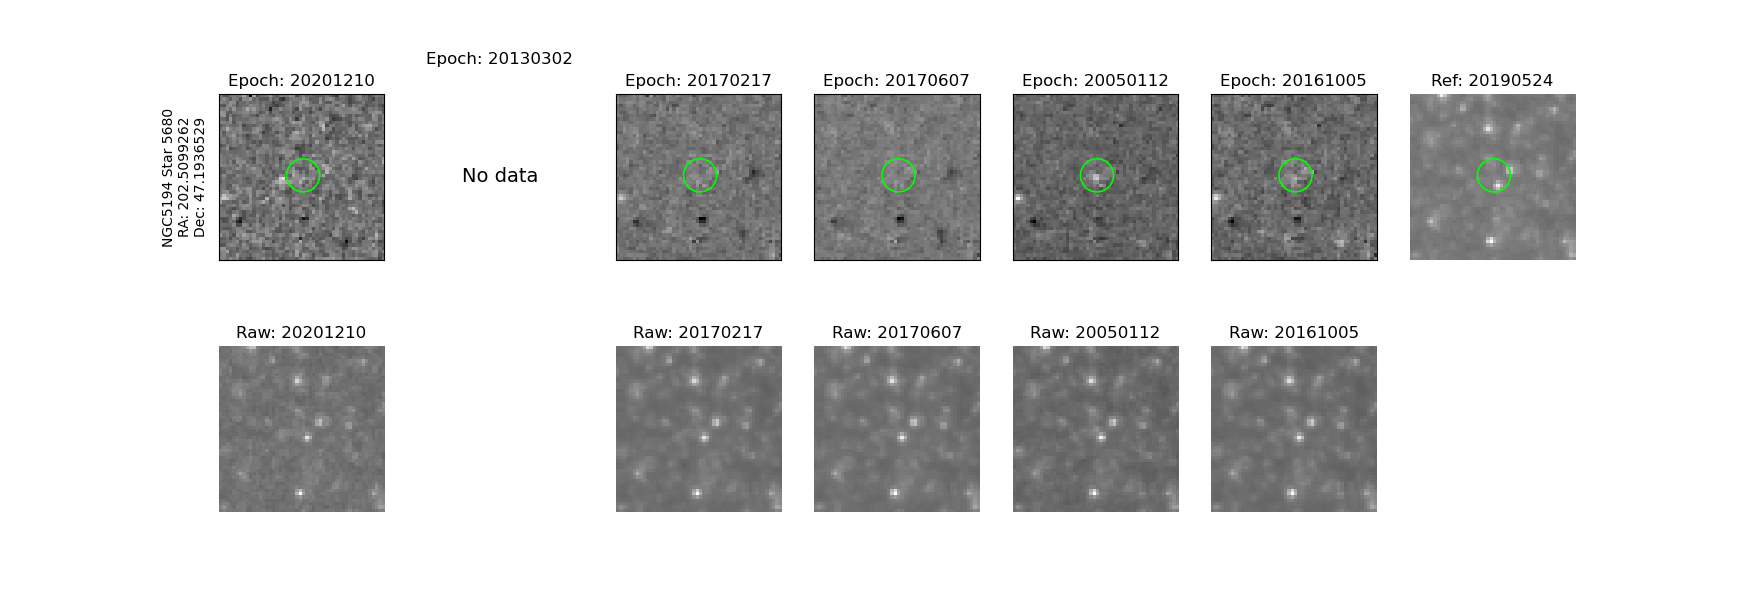 Epoch: 20130302
Epoch: 20201210
Epoch: 20170217
Epoch: 20170607
Epoch: 20050112
Epoch: 20161005
Ref: 20190524
NGC5194 Star 5680
RA: 202.5099262
Dec: 47.1936529
No data
Raw: 20201210
Raw: 20170217
Raw: 20170607
Raw: 20050112
Raw: 20161005